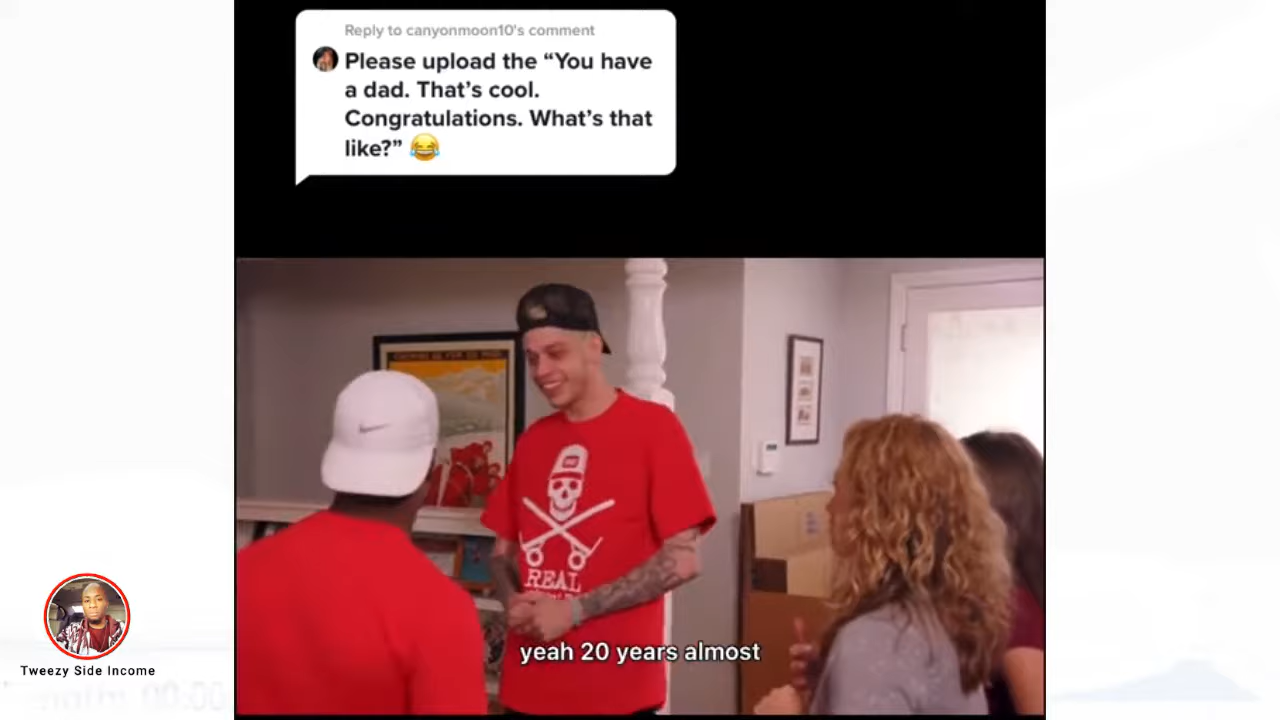 Reply to canyonmoon10's comment
Please upload the “You have
a dad. That’s cool.
Congratulations. What’s that
like?” 😂
REAL
yeah 20 years almost
Tweezy Side Income